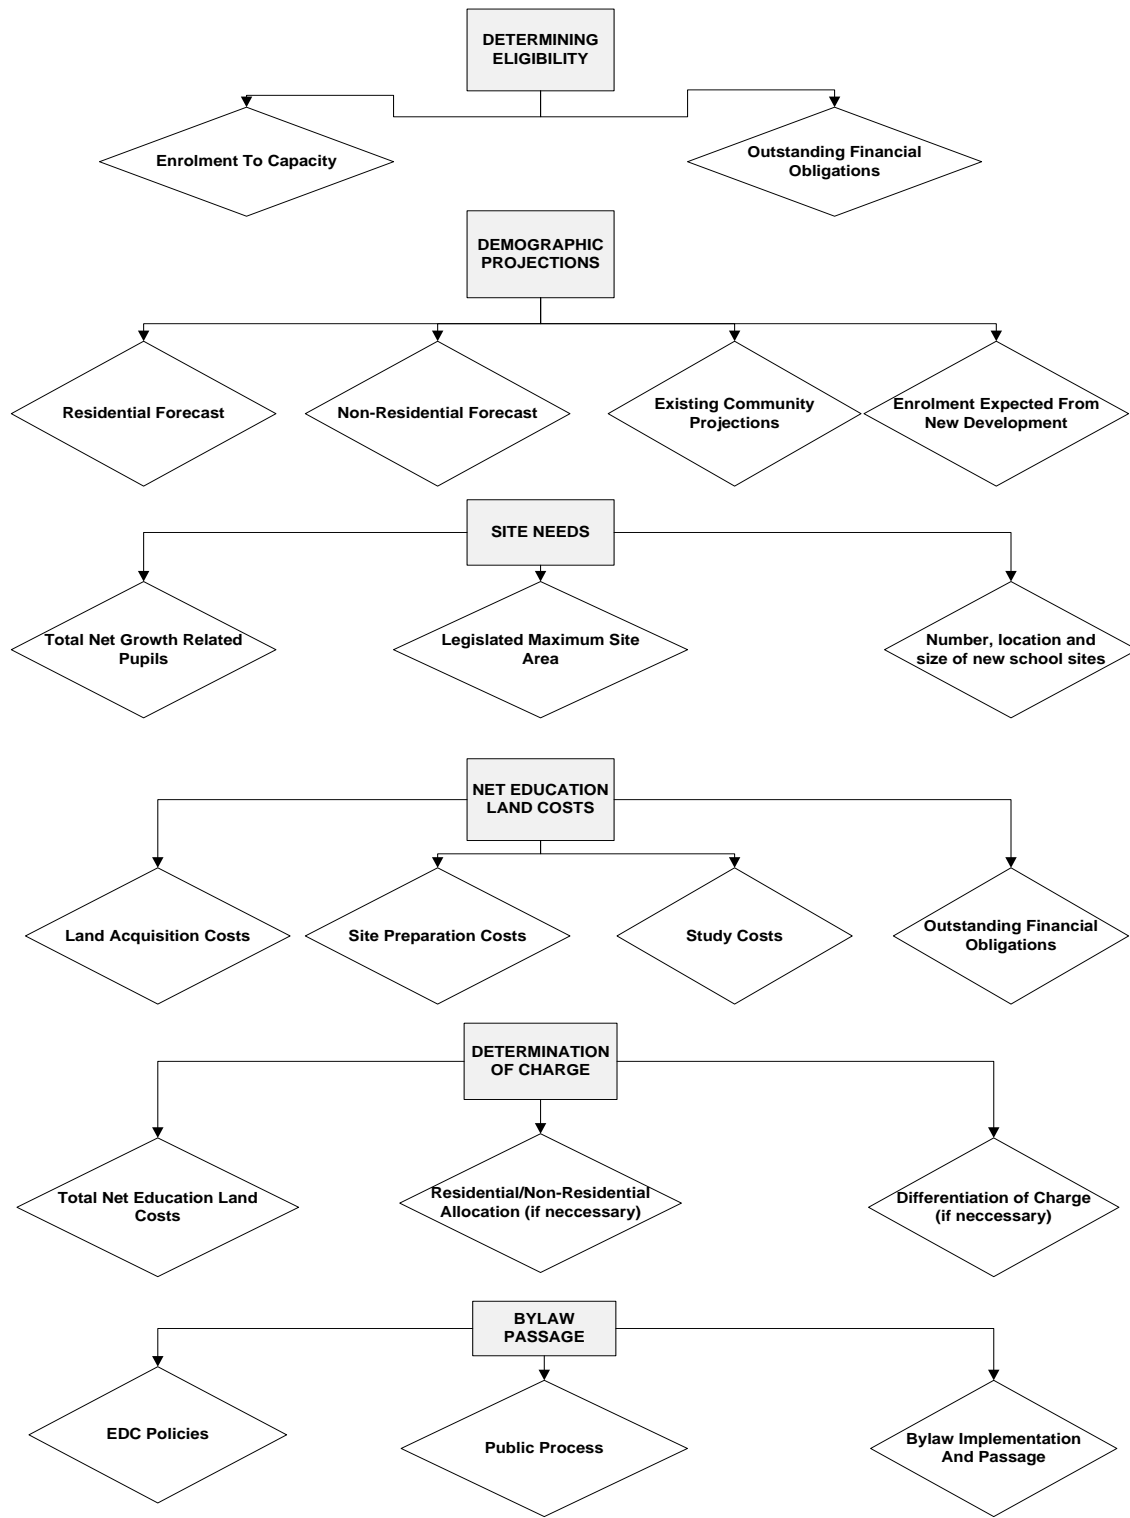 DETERMINING
ELIGIBILITY
Enrolment To Capacity
Outstanding Financial
Obligations
DEMOGRAPHIC
PROJECTIONS
Residential Forecast
Non-Residential Forecast
Existing Community
Projections
Enrolment Expected From
New Development
SITE NEEDS
Total Net Growth Related
Pupils
Legislated Maximum Site
Area
Number, location and
size of new school sites
NET EDUCATION
LAND COSTS
Land Acquisition Costs
Site Preparation Costs
Study Costs
Outstanding Financial
Obligations
DETERMINATION
OF CHARGE
Total Net Education Land
Costs
Residential/Non-Residential
Allocation (if neccessary)
Differentiation of Charge
(if neccessary)
BYLAW
PASSAGE
EDC Policies
Public Process
Bylaw Implementation
And Passage